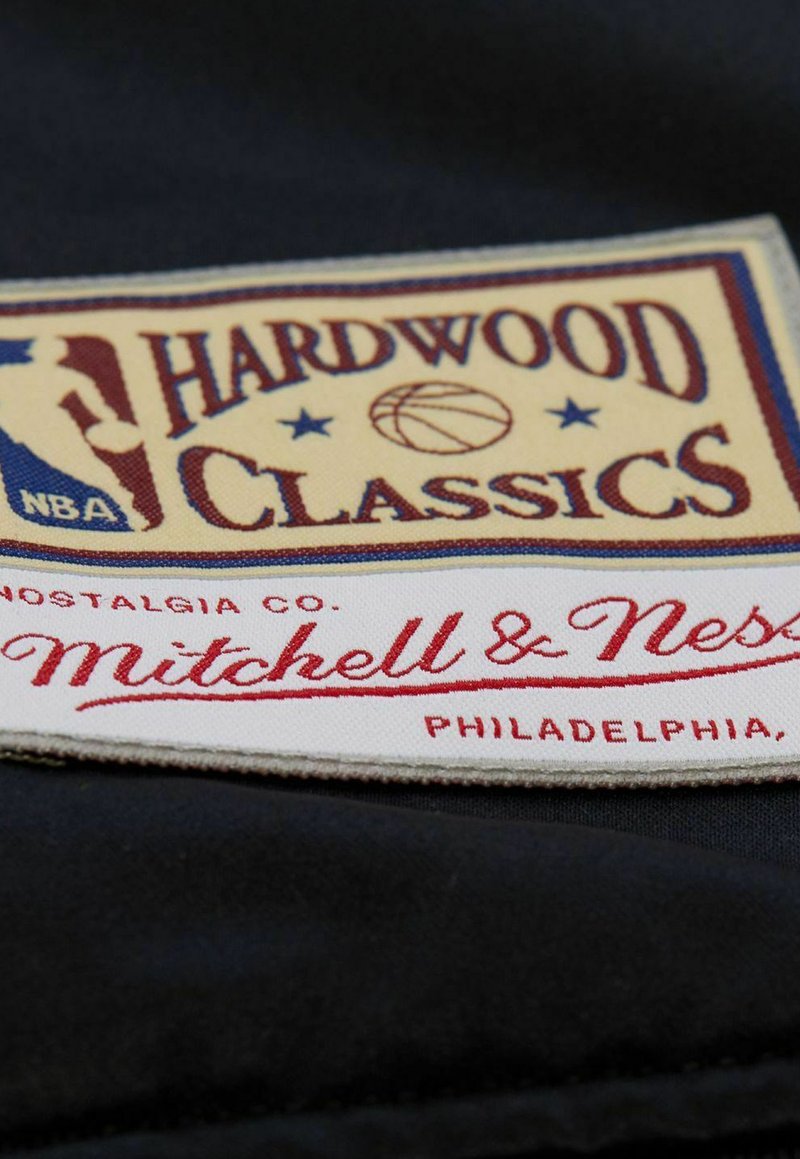 HARDWOOD
CLASSICS
NBA
NOSTALGIA CO.
Mitchell & Ness
PHILADELPHIA,